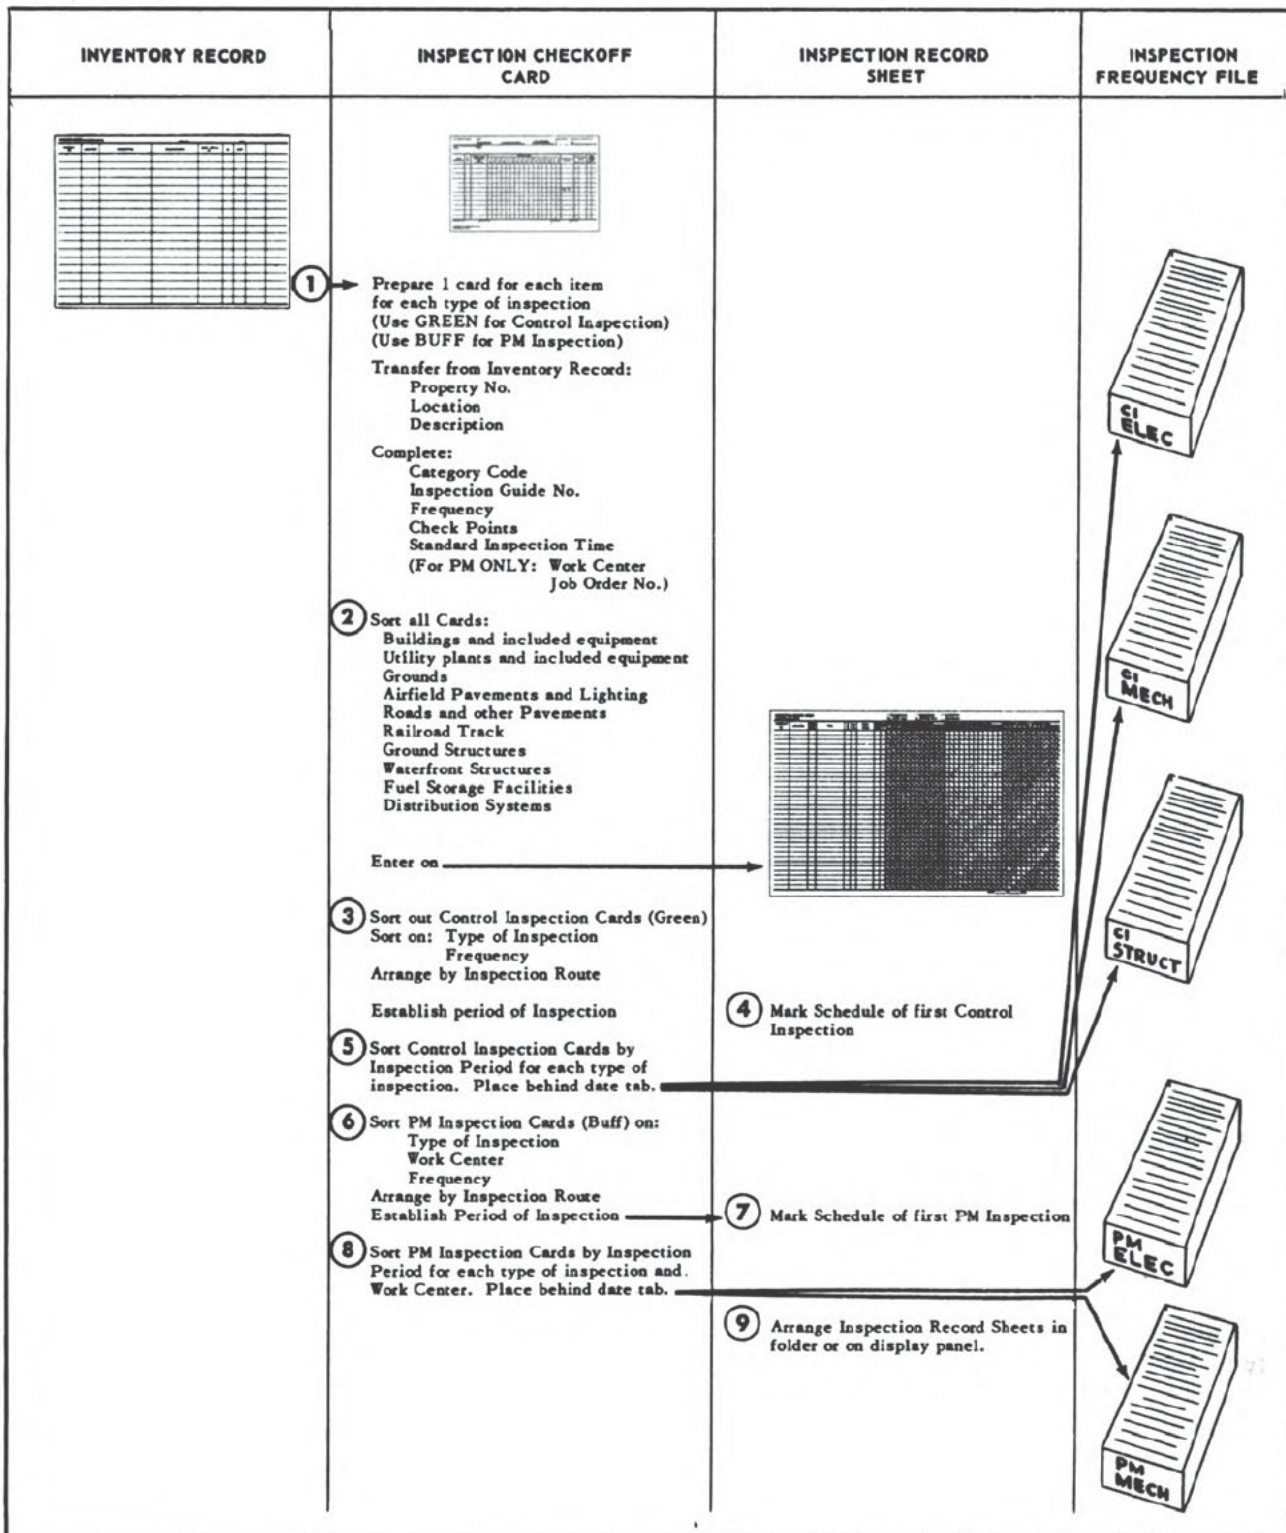 INVENTORY RECORD
INSPECTION CHECKOFF
CARD
INSPECTION RECORD
SHEET
INSPECTION
FREQUENCY FILE
1
Prepare 1 card for each item
for each type of inspection
(Use GREEN for Control Inspection)
(Use BUFF for PM Inspection)
Transfer from Inventory Record:
Property No.
Location
Description
Complete:
Category Code
Inspection Guide No.
Frequency
Check Points
Standard Inspection Time
(For PM ONLY: Work Center
Job Order No.)
2 Sort all Cards:
Buildings and included equipment
Utility plants and included equipment
Grounds
Airfield Pavements and Lighting
Roads and other Pavements
Railroad Track
Ground Structures
Waterfront Structures
Fuel Storage Facilities
Distribution Systems
Enter on
3 Sort out Control Inspection Cards (Green)
Sort on: Type of Inspection
Frequency
Arrange by Inspection Route
Establish period of Inspection
4 Mark Schedule of first Control
Inspection
5 Sort Control Inspection Cards by
Inspection Period for each type of
inspection. Place behind date tab.
6 Sort PM Inspection Cards (Buff) on:
Type of Inspection
Work Center
Frequency
Arrange by Inspection Route
Establish Period of Inspection
7 Mark Schedule of first PM Inspection
8 Sort PM Inspection Cards by Inspection
Period for each type of inspection and.
Work Center. Place behind date tab.
9 Arrange Inspection Record Sheets in
folder or on display panel.
CI
ELEC
CI
MECH
CI
STRUCT
PM
ELEC
PM
MECH